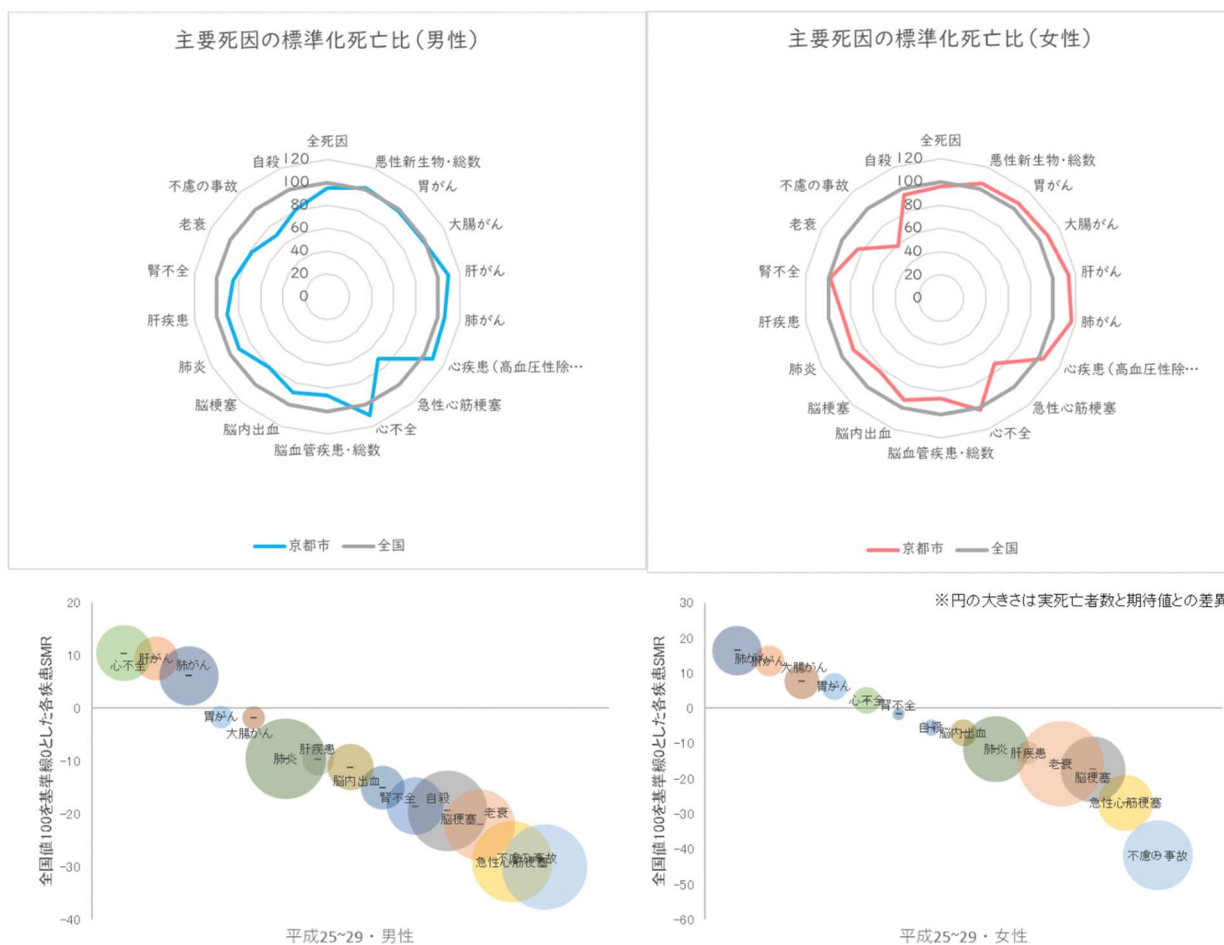 主要死因の標準化死亡比(男性)
全死因
悪性新生物・総数
胃がん
大腸がん
肝がん
肺がん
心疾患(高血圧性除…
急性心筋梗塞
心不全
脳血管疾患・総数
脳内出血
脳梗塞
肺炎
肝疾患
腎不全
老衰
不慮の事故
自殺
120
100
80
60
40
20
0
京都市
全国
主要死因の標準化死亡比(女性)
全死因
悪性新生物・総数
胃がん
大腸がん
肝がん
肺がん
心疾患(高血圧性除…
急性心筋梗塞
心不全
脳血管疾患・総数
脳内出血
脳梗塞
肺炎
肝疾患
腎不全
老衰
不慮の事故
自殺
120
100
80
60
40
20
0
京都市
全国
全国値100を基準線0とした各疾患SMR
20
10
0
-10
-20
-30
-40
心不全
肝がん
肺がん
胃がん
大腸がん
肺炎
肝疾患
脳内出血
腎不全
自殺
脳梗塞
老衰
急性心筋梗塞
不慮の事故
平成25~29・男性
※円の大きさは実死亡者数と期待値との差異
全国値100を基準線0とした各疾患SMR
30
20
10
0
-10
-20
-30
-40
-50
-60
肺がん
肝がん
大腸がん
胃がん
心不全
腎不全
自殺
脳内出血
肺炎
肝疾患
老衰
脳梗塞
急性心筋梗塞
不慮の事故
平成25~29・女性